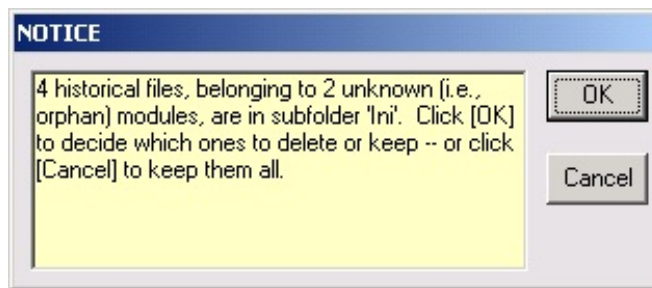 NOTICE
4 historical files, belonging to 2 unknown (i.e.,
orphan) modules, are in subfolder 'Ini'.  Click [OK]
to decide which ones to delete or keep -- or click
[Cancel] to keep them all.
OK
Cancel